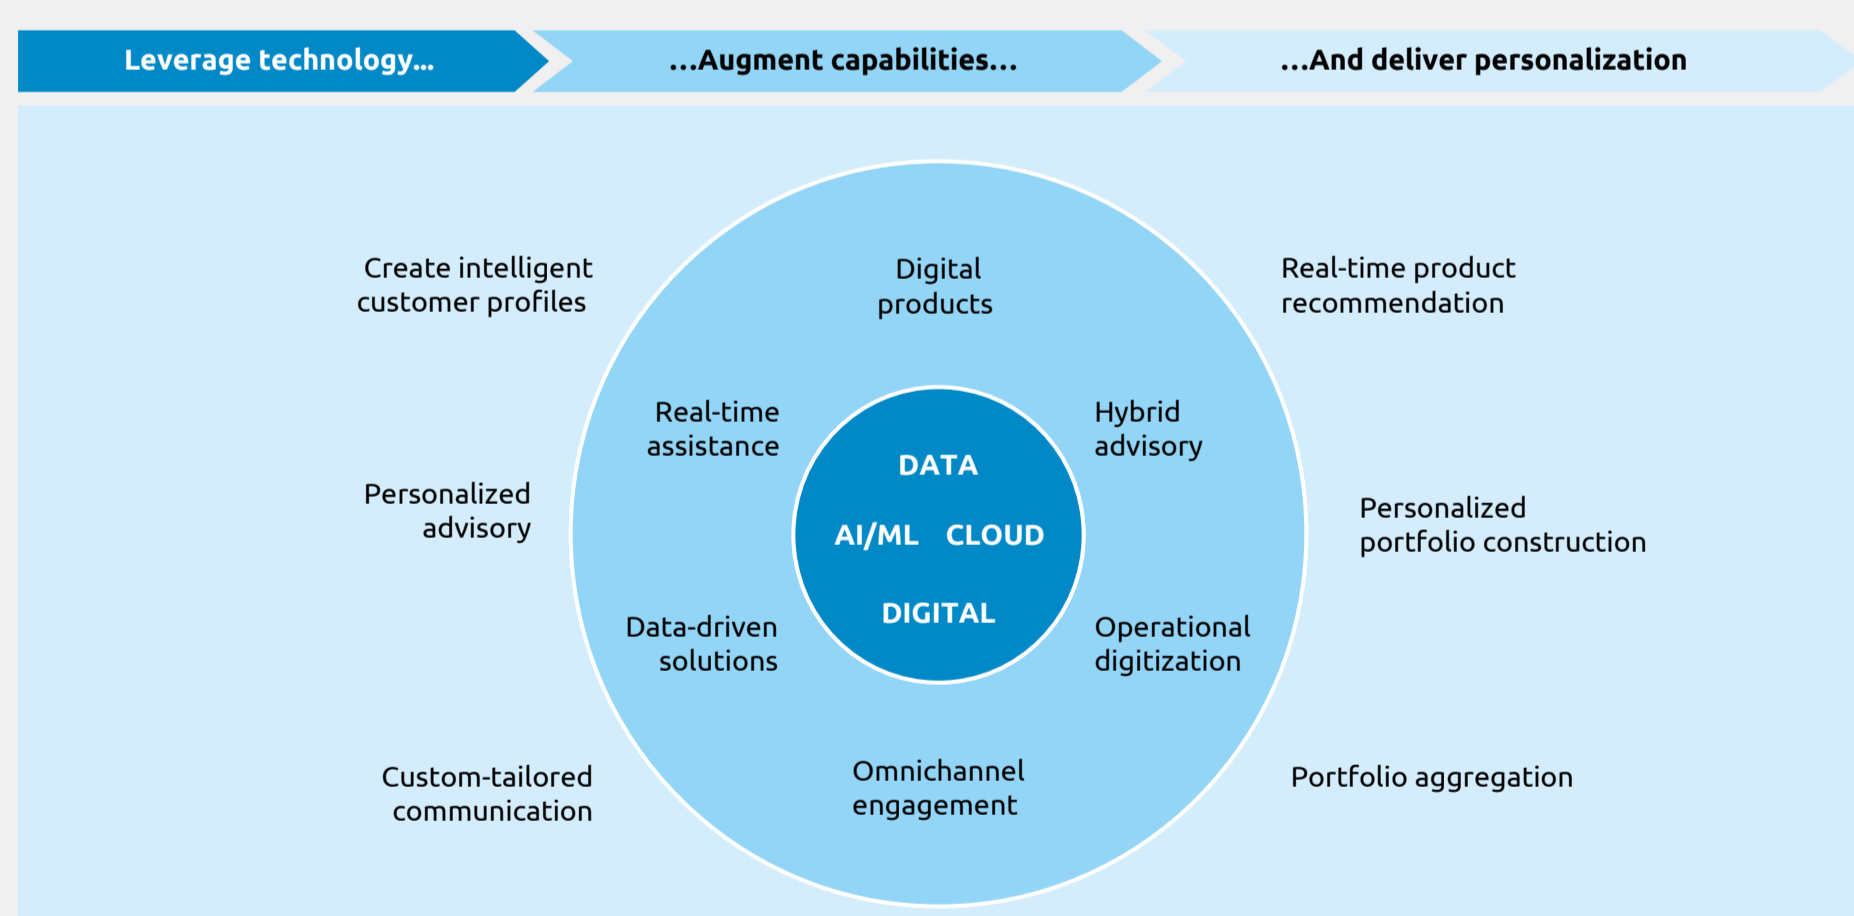 Leverage technology...
...Augment capabilities...
...And deliver personalization
Create intelligent
customer profiles
Digital
products
Real-time product
recommendation
Real-time
assistance
Hybrid
advisory
DATA
AI/ML CLOUD
DIGITAL
Personalized
advisory
Personalized
portfolio construction
Data-driven
solutions
Operational
digitization
Custom-tailored
communication
Omnichannel
engagement
Portfolio aggregation